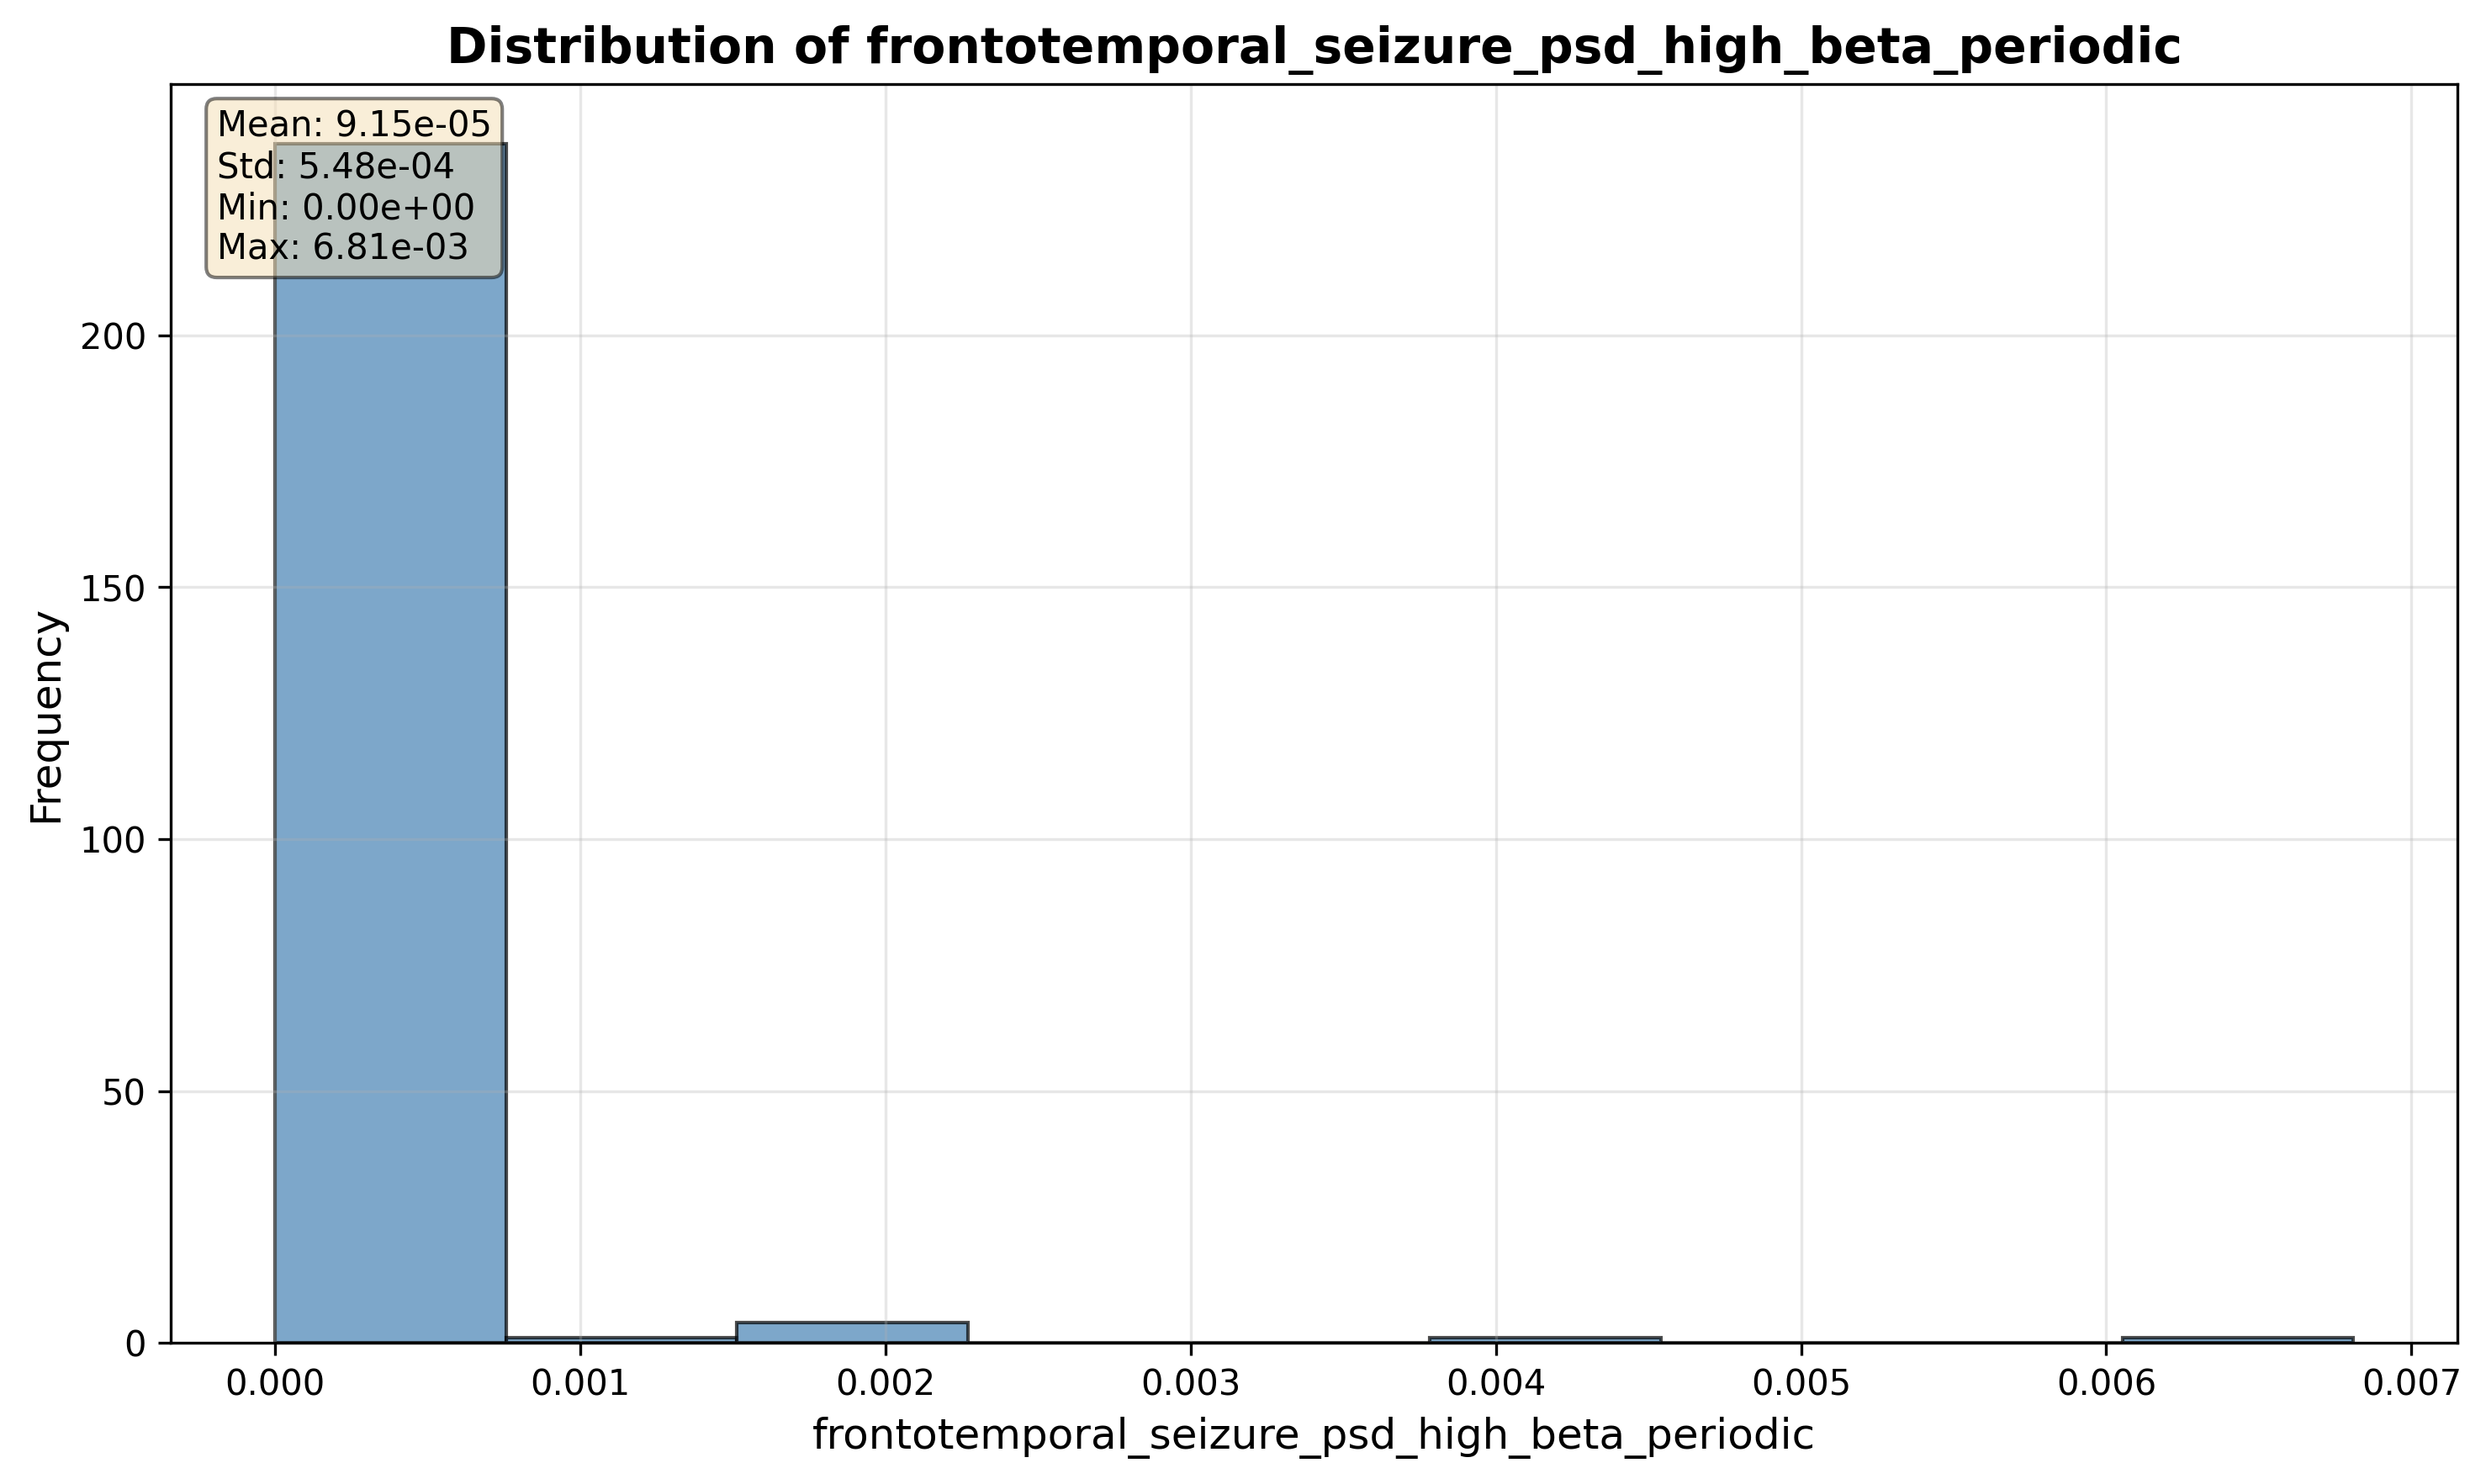 Distribution of frontotemporal_seizure_psd_high_beta_periodic
Mean: 9.15e-05
Std: 5.48e-04
Min: 0.00e+00
Max: 6.81e-03
200
150
100
50
0
Frequency
0.000 0.001 0.002 0.003 0.004 0.005 0.006 0.007
frontotemporal_seizure_psd_high_beta_periodic